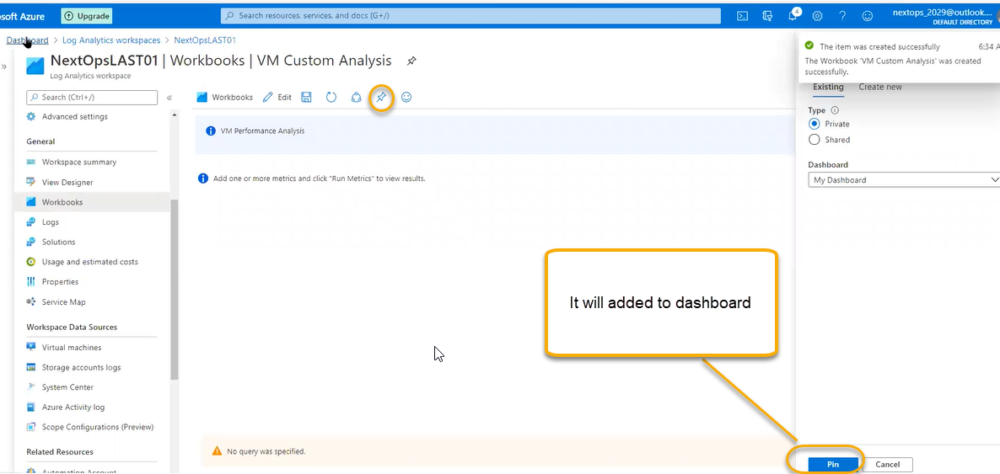 soft Azure
Upgrade
Search resources, services, and docs (G+/)
4
nextops_2029@outlook....
DEFAULT DIRECTORY
Dashboard > Log Analytics workspaces > NextOpsLAST01
»
NextOpsLAST01 | Workbooks | VM Custom Analysis
Log Analytics workspace
The item was created successfully 6:34 A
The Workbook 'VM Custom Analysis' was created
successfully.
Search (Ctrl+/)
«
Advanced settings
General
Workspace summary
View Designer
Workbooks
Logs
Solutions
Usage and estimated costs
Properties
Service Map
Workspace Data Sources
Virtual machines
Storage accounts logs
System Center
Azure Activity log
Scope Configurations (Preview)
Related Resources
Automation Account
Workbooks Edit
VM Performance Analysis
Add one or more metrics and click "Run Metrics" to view results.
No query was specified.
It will added to dashboard
Existing Create new
Type
Private
Shared
Dashboard
My Dashboard
Pin Cancel